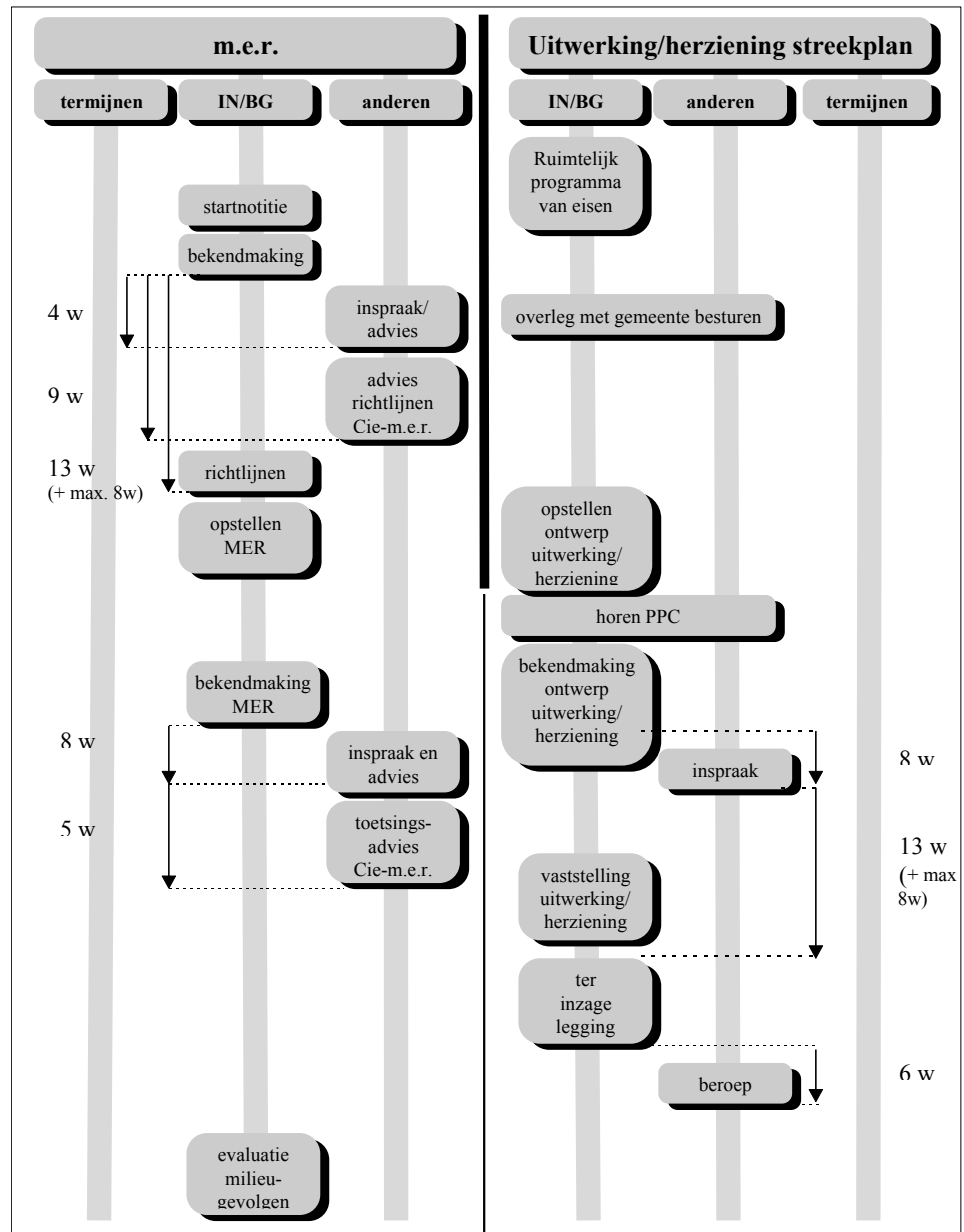 m.e.r.
termijnen
IN/BG
anderen
startnotitie
bekendmaking
4 w
inspraak/
advies
9 w
advies
richtlijnen
Cie-m.e.r.
13 w
(+ max. 8w)
richtlijnen
opstellen
MER
bekendmaking
MER
8 w
inspraak en
advies
5 w
toetsings-
advies
Cie-m.e.r.
evaluatie
milieu-
gevolgen
Uitwerking/herziening streekplan
IN/BG
anderen
termijnen
Ruimtelijk
programma
van eisen
overleg met gemeente besturen
opstellen
ontwerp
uitwerking/
herziening
horen PPC
bekendmaking
ontwerp
uitwerking/
herziening
inspraak
8 w
13 w
(+ max
8w)
vaststelling
uitwerking/
herziening
ter
inzage
legging
beroep
6 w